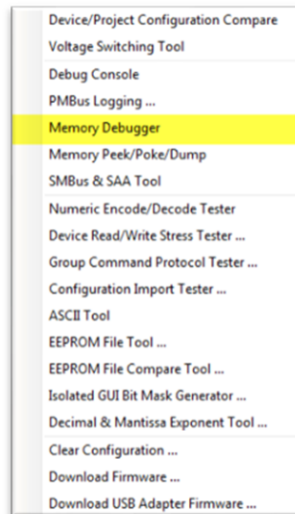 Device/Project Configuration Compare
Voltage Switching Tool
Debug Console
PMBus Logging ...
Memory Debugger
Memory Peek/Poke/Dump
SMBus & SAA Tool
Numeric Encode/Decode Tester
Device Read/Write Stress Tester ...
Group Command Protocol Tester ...
Configuration Import Tester ...
ASCII Tool
EEPROM File Tool ...
EEPROM File Compare Tool ...
Isolated GUI Bit Mask Generator ...
Decimal & Mantissa Exponent Tool ...
Clear Configuration ...
Download Firmware ...
Download USB Adapter Firmware ...